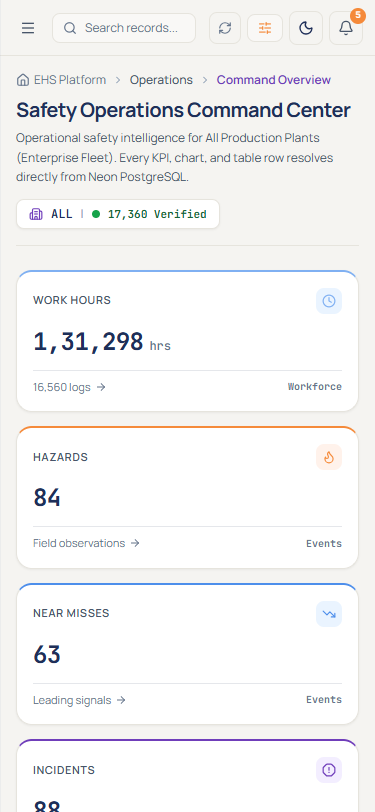 Search records...
5
EHS Platform > Operations > Command Overview
Safety Operations Command Center
Operational safety intelligence for All Production Plants
(Enterprise Fleet). Every KPI, chart, and table row resolves
directly from Neon PostgreSQL.
ALL | 17,360 Verified
WORK HOURS
1,31,298 hrs
16,560 logs → Workforce
HAZARDS
84
Field observations → Events
NEAR MISSES
63
Leading signals → Events
INCIDENTS
88